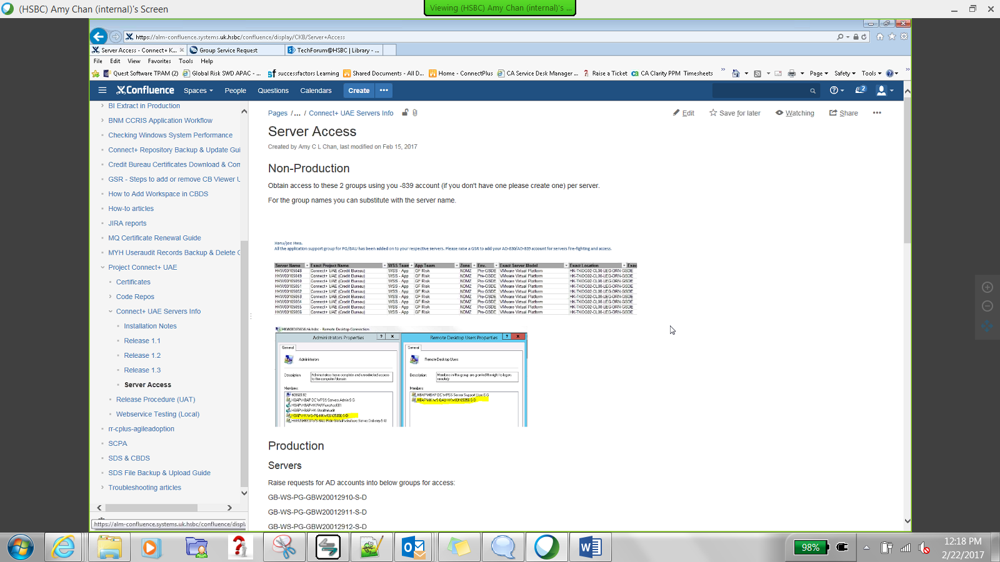 (HSBC) Amy Chan (internal)'s Screen
Viewing (HSBC) Amy Chan (internal)'s ...
https://alm-confluence.systems.uk.hsbc/confluence/display/CKB/Server+Access
Server Access - Connect+ K...
Group Service Request
TechForum@HSBC | Library - ...
File Edit View Favorites Tools Help
Quest Software TPAM (2) Global Risk SWD APAC - ... successfactors Learning Shared Documents - All D... Home - ConnectPlus CA Service Desk Manager ... Raise a Ticket CA Clarity PPM Timesheets Page Safety Tools
Confluence Spaces People Questions Calendars Create ••• 2
BI Extract in Production
BNM CCRIS Application Workflow
Checking Windows System Performance
Connect+ Repository Backup & Update Gui
Credit Bureau Certificates Download & Con
GSR - Steps to add or remove CB Viewer U
How to Add Workspace in CBDS
How-to articles
JIRA reports
MQ Certificate Renewal Guide
MYH Useraudit Records Backup & Delete C
Project Connect+ UAE
Certificates
Code Repos
Connect+ UAE Servers Info
Installation Notes
Release 1.1
Release 1.2
Release 1.3
Server Access
Release Procedure (UAT)
Webservice Testing (Local)
rr-cplus-agileadoption
SCPA
SDS & CBDS
SDS File Backup & Upload Guide
Troubleshooting articles
https://alm-confluence.systems.uk.hsbc/confluence/displ
Pages /... / Connect+ UAE Servers Info
Edit Save for later Watching Share •••
Server Access
Created by Amy C L Chan, last modified on Feb 15, 2017
Non-Production
Obtain access to these 2 groups using you -839 account (if you don't have one please create one) per server.
For the group names you can substitute with the server name.
All the application support group for PG/BAU has been added on to your respective servers. Please raise a GSR to add your AD-830/AD-839 account for servers fire-fighting and access.
Server Name Exact Project Name WSS Team App Team Zone Env. Exact Server Model Exact Location Exac
HKW00105048 Connect+ UAE (Credit Bureau) WSS - App GF Risk NDMZ Pre-GSDE VMware Virtual Platform HK-TKOG02-CL08-LEG-DRN-GSDE
HKW00105049 Connect+ UAE (Credit Bureau) WSS - App GF Risk NDMZ Pre-GSDE VMware Virtual Platform HK-TKOG02-CL08-LEG-DRN-GSDE
HKW00105050 Connect+ UAE (Credit Bureau) WSS - App GF Risk NDMZ Pre-GSDE VMware Virtual Platform HK-TKOG02-CL08-LEG-DRN-GSDE
HKW00105051 Connect+ UAE (Credit Bureau) WSS - App GF Risk NDMZ Pre-GSDE VMware Virtual Platform HK-TKOG02-CL08-LEG-DRN-GSDE
HKW00105052 Connect+ UAE (Credit Bureau) WSS - App GF Risk NDMZ Pre-GSDE VMware Virtual Platform HK-TKOG02-CL08-LEG-DRN-GSDE
HKW00105053 Connect+ UAE (Credit Bureau) WSS - App GF Risk NDMZ Pre-GSDE VMware Virtual Platform HK-TKOG02-CL08-LEG-DRN-GSDE
HKW00105054 Connect+ UAE (Credit Bureau) WSS - App GF Risk NDMZ Pre-GSDE VMware Virtual Platform HK-TKOG02-CL08-LEG-DRN-GSDE
HKW00105055 Connect+ UAE (Credit Bureau) WSS - App GF Risk NDMZ Pre-GSDE VMware Virtual Platform HK-TKOG02-CL08-LEG-DRN-GSDE
HKW00105056 Connect+ UAE (Credit Bureau) WSS - App GF Risk NDMZ Pre-GSDE VMware Virtual Platform HK-TKOG02-CL08-LEG-DRN-GSDE
Remote Desktop Connection
Administrators Properties
General
Administrators
Description: Administrators have complete and unrestricted access to the computer/domain
Members:
Remote Desktop Users Properties
General
Remote Desktop Users
Description: Members in this group are granted the right to logon remotely
Members:
Production
Servers
Raise requests for AD accounts into below groups for access:
GB-WS-PG-GBW20012910-S-D
GB-WS-PG-GBW20012911-S-D
GB-WS-PG-GBW20012912-S-D
98%
12:18 PM
2/22/2017